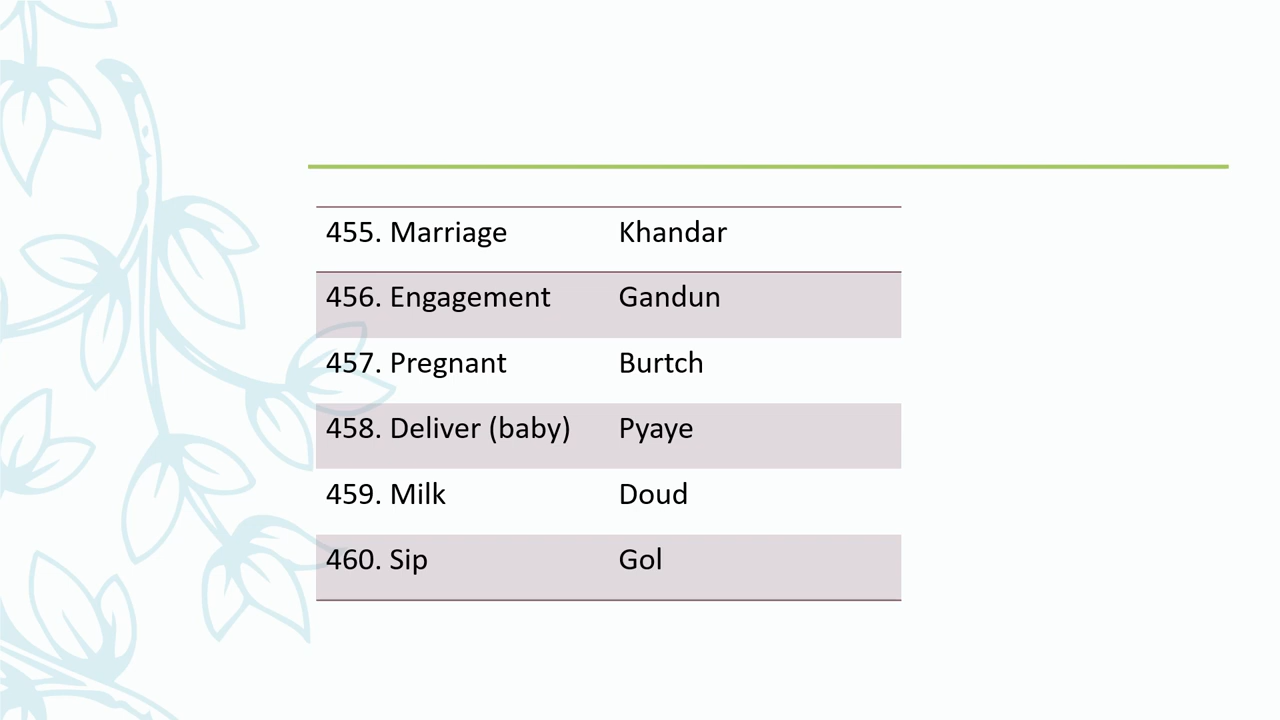 455. Marriage Khandar
456. Engagement Gandun
457. Pregnant Burtch
458. Deliver (baby) Pyaye
459. Milk Doud
460. Sip Gol